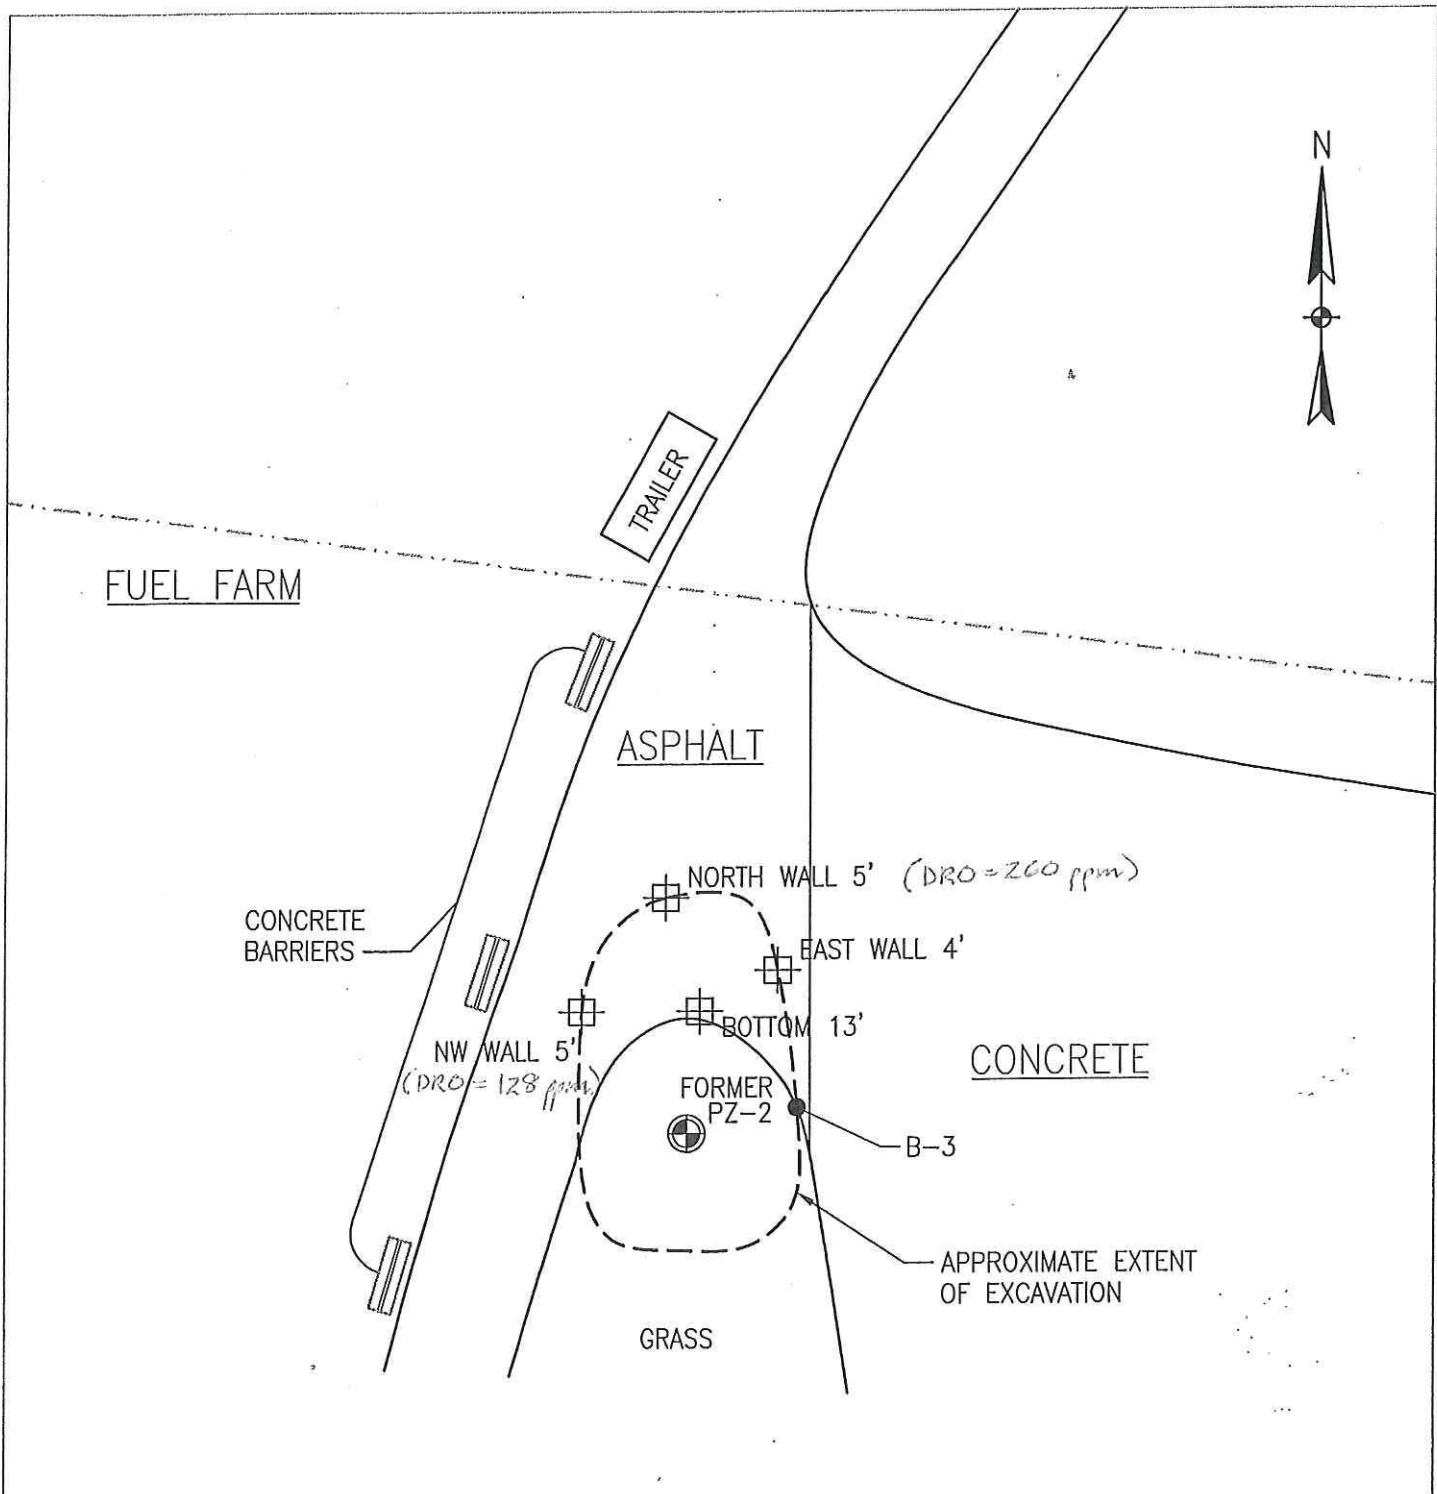 N
TRAILER
FUEL FARM
ASPHALT
NORTH WALL 5' (DRO = 260 ppm)
CONCRETE
BARRIERS
EAST WALL 4'
BOTTOM 13'
NW WALL 5'
(DRO = 128 ppm)
CONCRETE
FORMER
PZ-2
B-3
APPROXIMATE EXTENT
OF EXCAVATION
GRASS